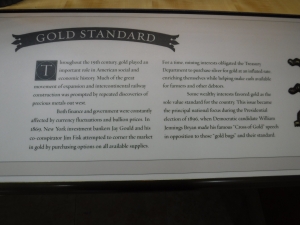 GOLD STANDARD
Throughout the 19th century gold played an
important role in American social and
economic history. Much of the great
movement of expansion and intercontinental railway
construction was prompted by repeated discoveries of
precious metals out west.
Both finance and government were constantly
affected by currency fluctuations and bullion prices. In
1869, New York investment bankers Jay Gould and his
co-conspirator Jim Fisk attempted to corner the market
in gold by purchasing options on all available supplies.
For a time, mining interests obligated the Treasury
Department to purchase silver for gold at an inflated rate
enriching themselves while helping make cash available
for farmers and other debtors.
Some wealthy interests favored gold as the
sole value standard for the country. This issue became
the principal national focus during the Presidential
election of 1896, when Democratic candidate William
Jennings Bryan made his famous "Cross of Gold" speech
in opposition to those "gold bugs" and their standard.